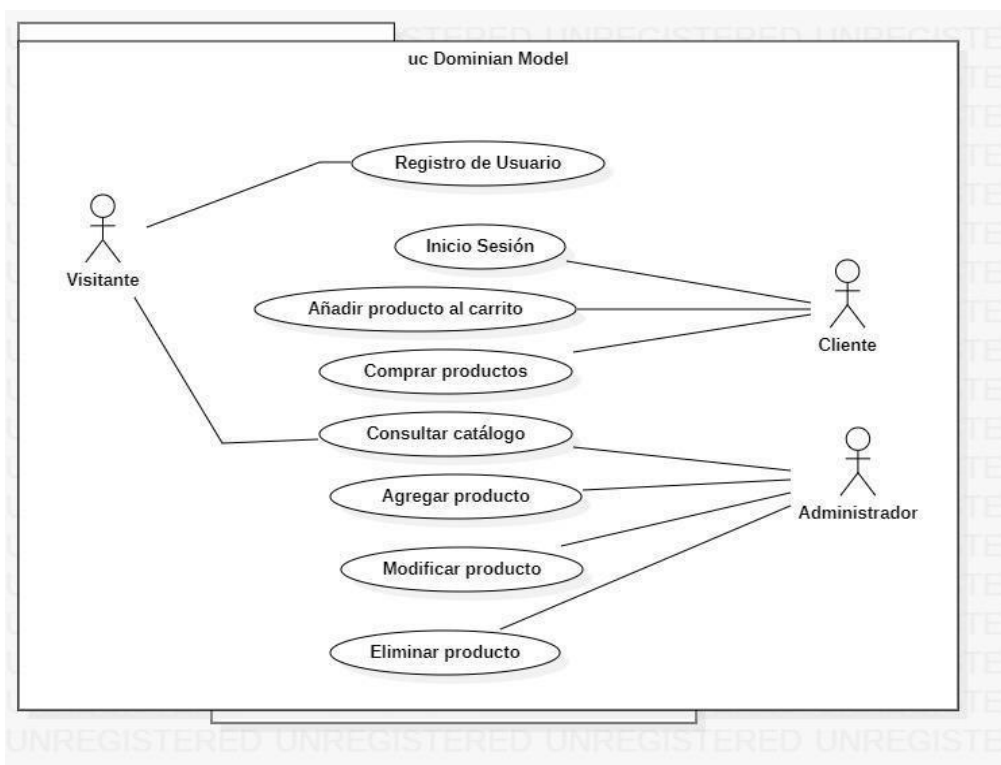 uc Dominian Model
Registro de Usuario
Visitante
Inicio Sesión
Añadir producto al carrito
Cliente
Comprar productos
Consultar catálogo
Agregar producto
Administrador
Modificar producto
Eliminar producto
UNREGISTERED UNREGISTERED UNREGISTERED UNREGISTE